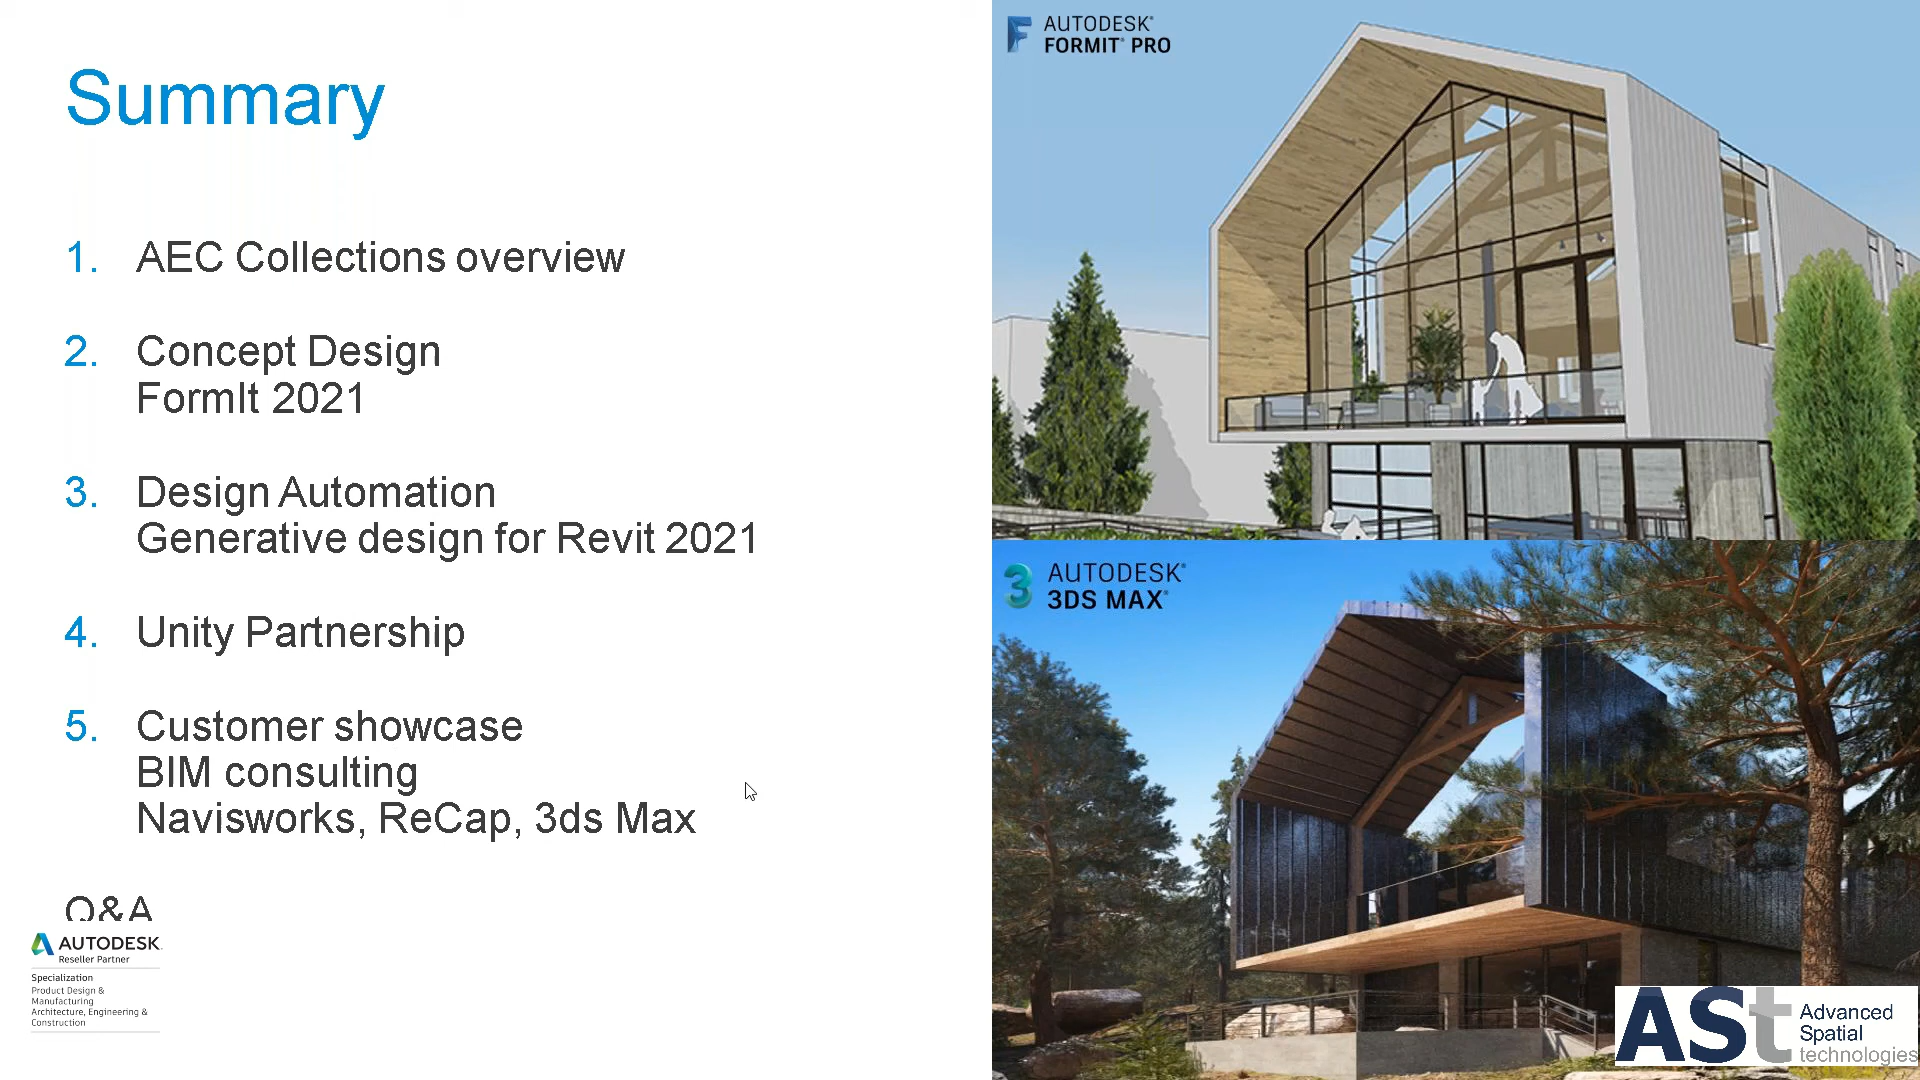 Summary
1. AEC Collections overview
2. Concept Design
FormIt 2021
3. Design Automation
Generative design for Revit 2021
4. Unity Partnership
5. Customer showcase
BIM consulting
Navisworks, ReCap, 3ds Max
Q&A
AUTODESK.
Reseller Partner
Specialization
Product Design &
Manufacturing
Architecture, Engineering &
Construction
AUTODESK®
FORMIT® PRO
AUTODESK®
3DS MAX®
ASt
Advanced
Spatial
technologies